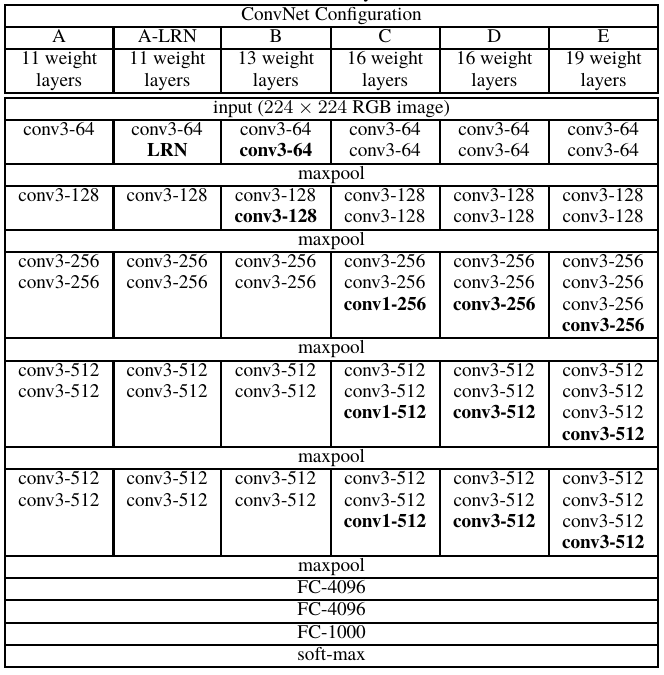 ConvNet Configuration
A A-LRN B C D E
11 weight 11 weight 13 weight 16 weight 16 weight 19 weight
layers layers layers layers layers layers
input (224 × 224 RGB image)
conv3-64 conv3-64 conv3-64 conv3-64 conv3-64 conv3-64
LRN conv3-64 conv3-64 conv3-64 conv3-64
maxpool
conv3-128 conv3-128 conv3-128 conv3-128 conv3-128 conv3-128
conv3-128 conv3-128 conv3-128 conv3-128
maxpool
conv3-256 conv3-256 conv3-256 conv3-256 conv3-256 conv3-256
conv3-256 conv3-256 conv3-256 conv3-256 conv3-256 conv3-256
conv1-256 conv3-256 conv3-256
conv3-256
maxpool
conv3-512 conv3-512 conv3-512 conv3-512 conv3-512 conv3-512
conv3-512 conv3-512 conv3-512 conv3-512 conv3-512 conv3-512
conv1-512 conv3-512 conv3-512
conv3-512
maxpool
conv3-512 conv3-512 conv3-512 conv3-512 conv3-512 conv3-512
conv3-512 conv3-512 conv3-512 conv3-512 conv3-512 conv3-512
conv1-512 conv3-512 conv3-512
conv3-512
maxpool
FC-4096
FC-4096
FC-1000
soft-max